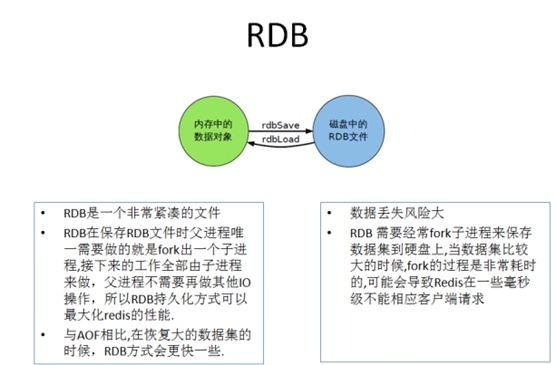 RDB
内存中的
数据对象
rdbSave
rdbLoad
磁盘中的
RDB文件
• RDB是一个非常紧凑的文件
• RDB在保存RDB文件时父进程唯
一需要做的就是fork出一个子进
程,接下来的工作全部由子进程
来做，父进程不需要再做其他IO
操作，所以RDB持久化方式可以
最大化redis的性能.
• 与AOF相比,在恢复大的数据集的
时候，RDB方式会更快一些.
• 数据丢失风险大
• RDB 需要经常fork子进程来保存
数据集到硬盘上,当数据集比较
大的时候,fork的过程是非常耗时
的,可能会导致Redis在一些毫秒
级不能相应客户端请求